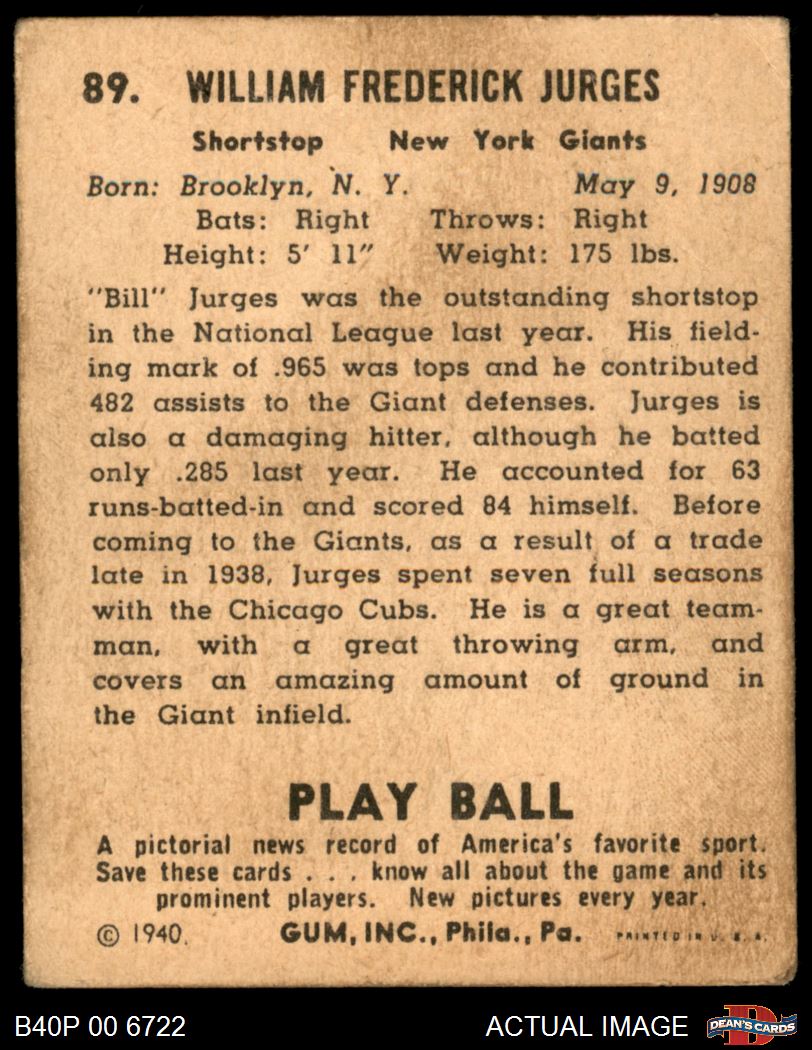 89. WILLIAM FREDERICK JURGES
Shortstop New York Giants
Born: Brooklyn, N. Y. May 9, 1908
Bats: Right Throws: Right
Height: 5' 11" Weight: 175 lbs.
"Bill" Jurges was the outstanding shortstop
in the National League last year. His field-
ing mark of .965 was tops and he contributed
482 assists to the Giant defenses. Jurges is
also a damaging hitter, although he batted
only .285 last year. He accounted for 63
runs-batted-in and scored 84 himself. Before
coming to the Giants, as a result of a trade
late in 1938, Jurges spent seven full seasons
with the Chicago Cubs. He is a great team-
man, with a great throwing arm, and
covers an amazing amount of ground in
the Giant infield.
PLAY BALL
A pictorial news record of America's favorite sport.
Save these cards . . . know all about the game and its
prominent players. New pictures every year.
© 1940. GUM, INC., Phila., Pa. PRINTED IN U. S. A.
B40P 00 6722 ACTUAL IMAGE D DEAN'S CARDS